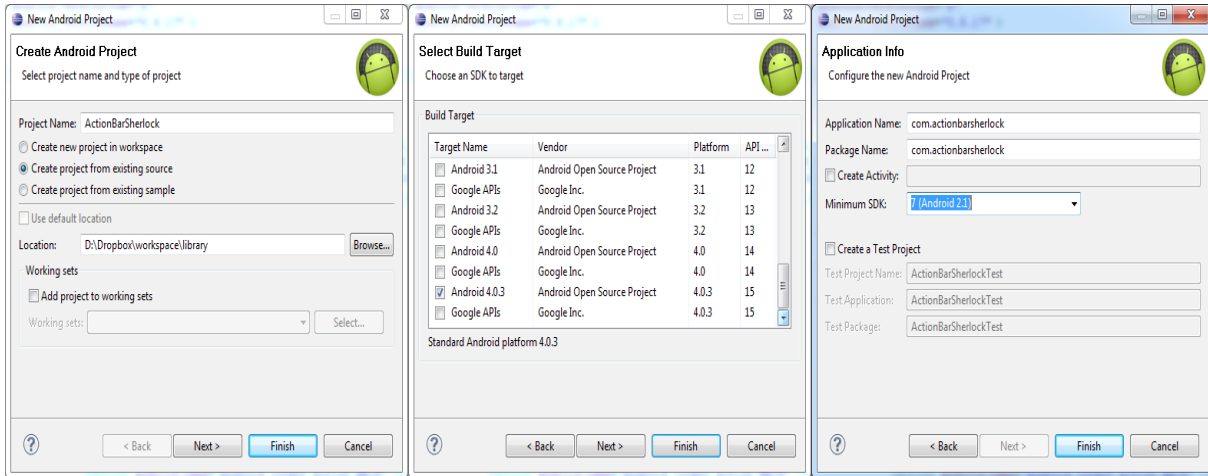 New Android Project
Create Android Project
Select project name and type of project
Project Name: ActionBarSherlock
Create new project in workspace
Create project from existing source
Create project from existing sample
Use default location
Location: D:\Dropbox\workspace\library Browse...
Working sets
Add project to working sets
Working sets: Select...
? < Back Next > Finish Cancel
New Android Project
Select Build Target
Choose an SDK to target
Build Target
Target Name Vendor Platform API ...
Android 3.1 Android Open Source Project 3.1 12
Google APIs Google Inc. 3.1 12
Android 3.2 Android Open Source Project 3.2 13
Google APIs Google Inc. 3.2 13
Android 4.0 Android Open Source Project 4.0 14
Google APIs Google Inc. 4.0 14
Android 4.0.3 Android Open Source Project 4.0.3 15
Google APIs Google Inc. 4.0.3 15
Standard Android platform 4.0.3
? < Back Next > Finish Cancel
New Android Project
Application Info
Configure the new Android Project
Application Name: com.actionbarsherlock
Package Name: com.actionbarsherlock
Create Activity:
Minimum SDK: 7 (Android 2.1)
Create a Test Project
Test Project Name: ActionBarSherlockTest
Test Application: ActionBarSherlockTest
Test Package: ActionBarSherlockTest
? < Back Next > Finish Cancel